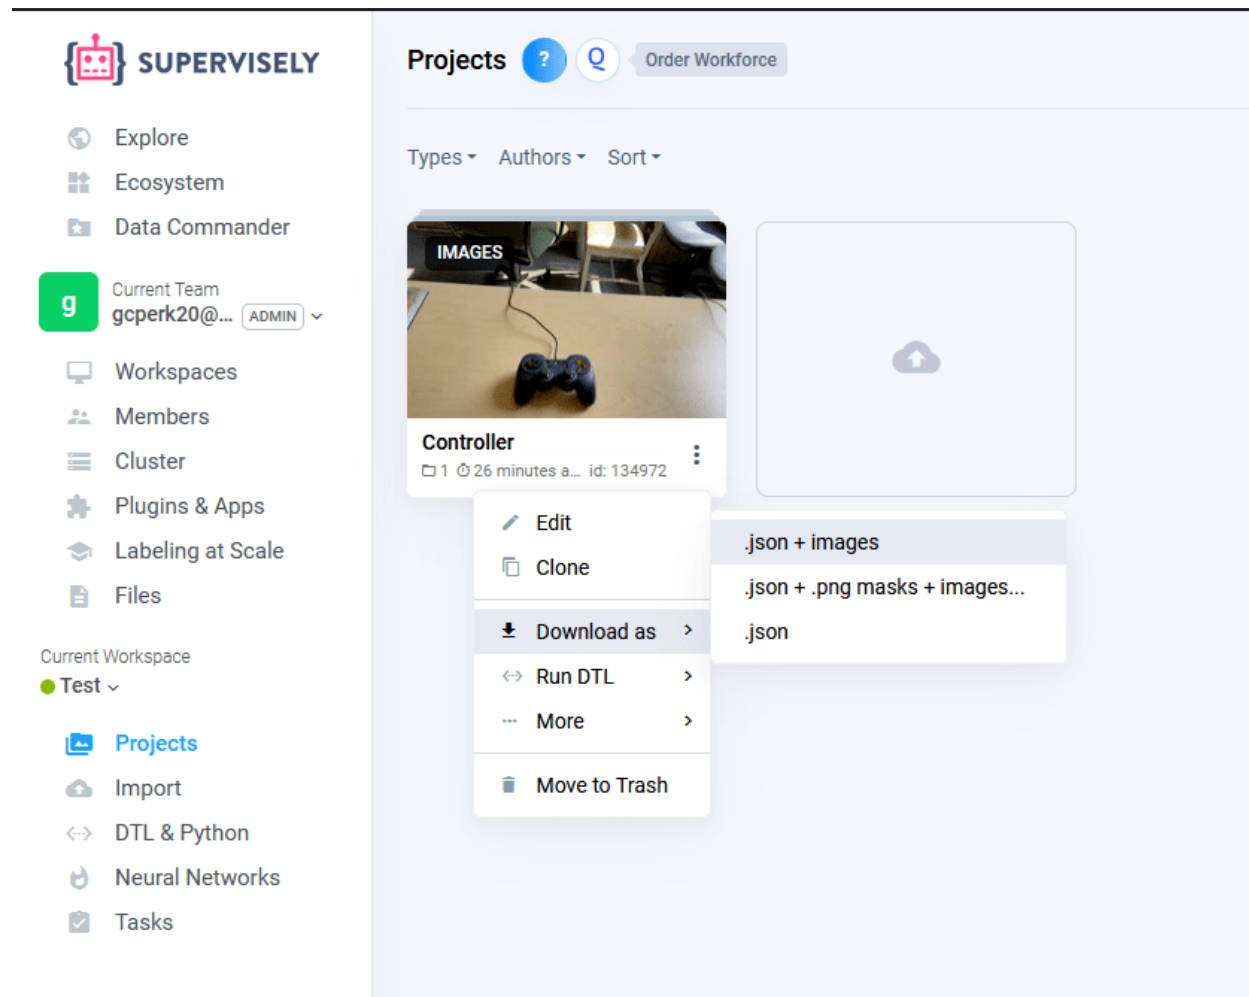 SUPERVISELY
Explore
Ecosystem
Data Commander
g
Current Team
gcperk20@... ADMIN
Workspaces
Members
Cluster
Plugins & Apps
Labeling at Scale
Files
Current Workspace
Test
Projects
Import
DTL & Python
Neural Networks
Tasks
Projects ? Q Order Workforce
Types Authors Sort
IMAGES
Controller
1 26 minutes a... id: 134972
Edit
Clone
Download as
Run DTL
More
Move to Trash
.json + images
.json + .png masks + images...
.json